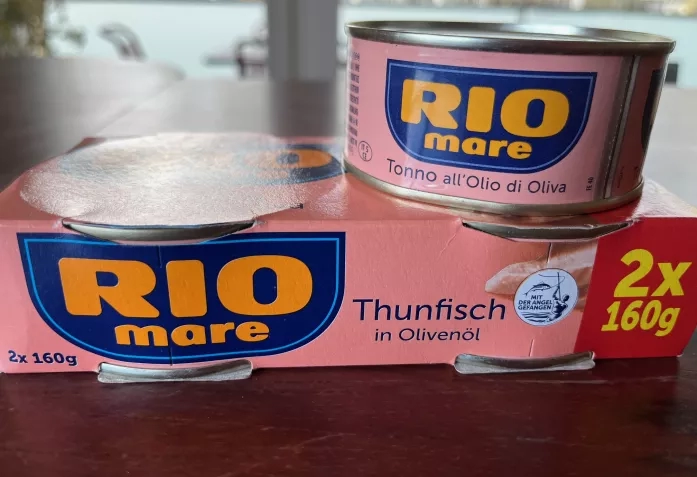 RIO
mare
Tonno all'Olio di Oliva
RIO
mare
2x 160g
Thunfisch
in Olivenöl
MIT
DER ANGEL
GEFANGEN!
2x
160g